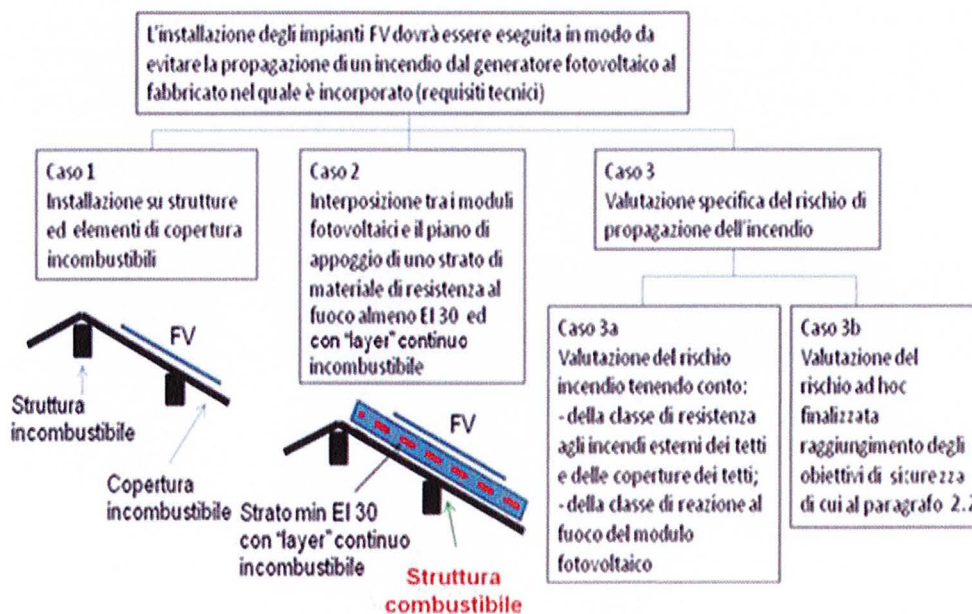 L'installazione degli impianti FV dovrà essere eseguita in modo da
evitare la propagazione di un incendio dal generatore fotovoltaico al
fabbricato nel quale è incorporato (requisiti tecnici)
Caso 1
Installazione su strutture
ed elementi di copertura
incombustibili
FV
Struttura
incombustibile
Copertura
incombustibile
Caso 2
Interposizione tra i moduli
fotovoltaici e il piano di
appoggio di uno strato di
materiale di resistenza al
fuoco almeno EI 30 ed
con "layer" continuo
incombustibile
FV
Strato min EI 30
con "layer" continuo
incombustibile
Struttura
combustibile
Caso 3
Valutazione specifica del rischio di
propagazione dell'incendio
Caso 3a
Valutazione del rischio
incendio tenendo conto:
- della classe di resistenza
agli incendi esterni dei tetti
e delle coperture dei tetti;
- della classe di reazione al
fuoco del modulo
fotovoltaico
Caso 3b
Valutazione del
rischio ad hoc
finalizzata
raggiungimento degli
obiettivi di sicurezza
di cui al paragrafo 2.2